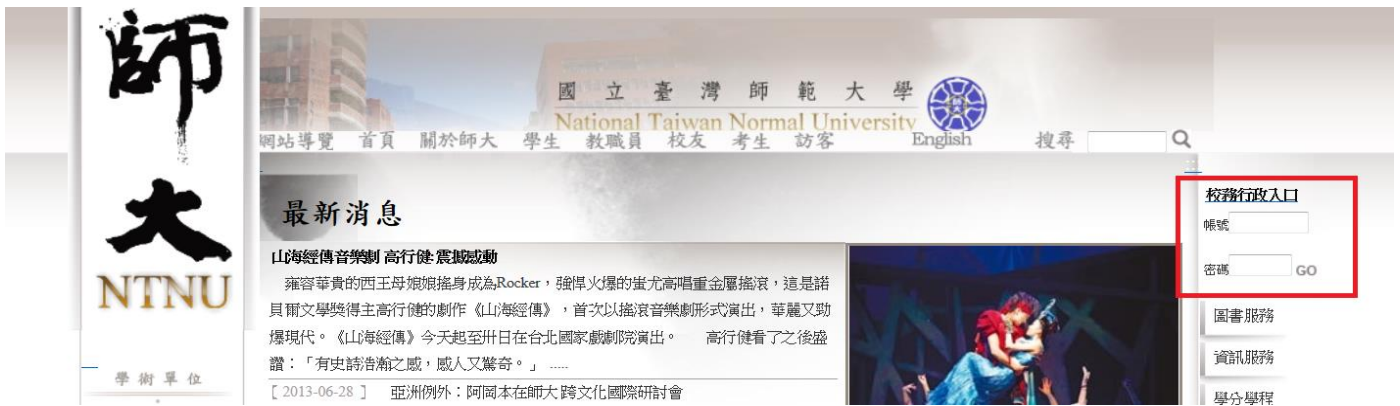 師大
NTNU
國立臺灣師範大學
National Taiwan Normal University
網站導覽 首頁 關於師大 學生 教職員 校友 考生 訪客 English 搜尋
最新消息
山海經傳音樂劇 高行健 震撼感動
雍容華貴的西王母娘娘搖身成為Rocker,強悍火爆的蚩尤高唱重金屬搖滾,這是諾
貝爾文學獎得主高行健的劇作《山海經傳》,首次以搖滾音樂劇形式演出,華麗又勁
爆現代。《山海經傳》今天起至卅日在台北國家戲劇院演出。 高行健看了之後盛
讚:「有史詩浩瀚之感,感人又驚奇。」 .....
[ 2013-06-28 ] 亞洲例外:阿岡本在師大 跨文化國際研討會
校務行政入口
帳號
密碼 GO
圖書服務
資訊服務
學分學程
學術單位